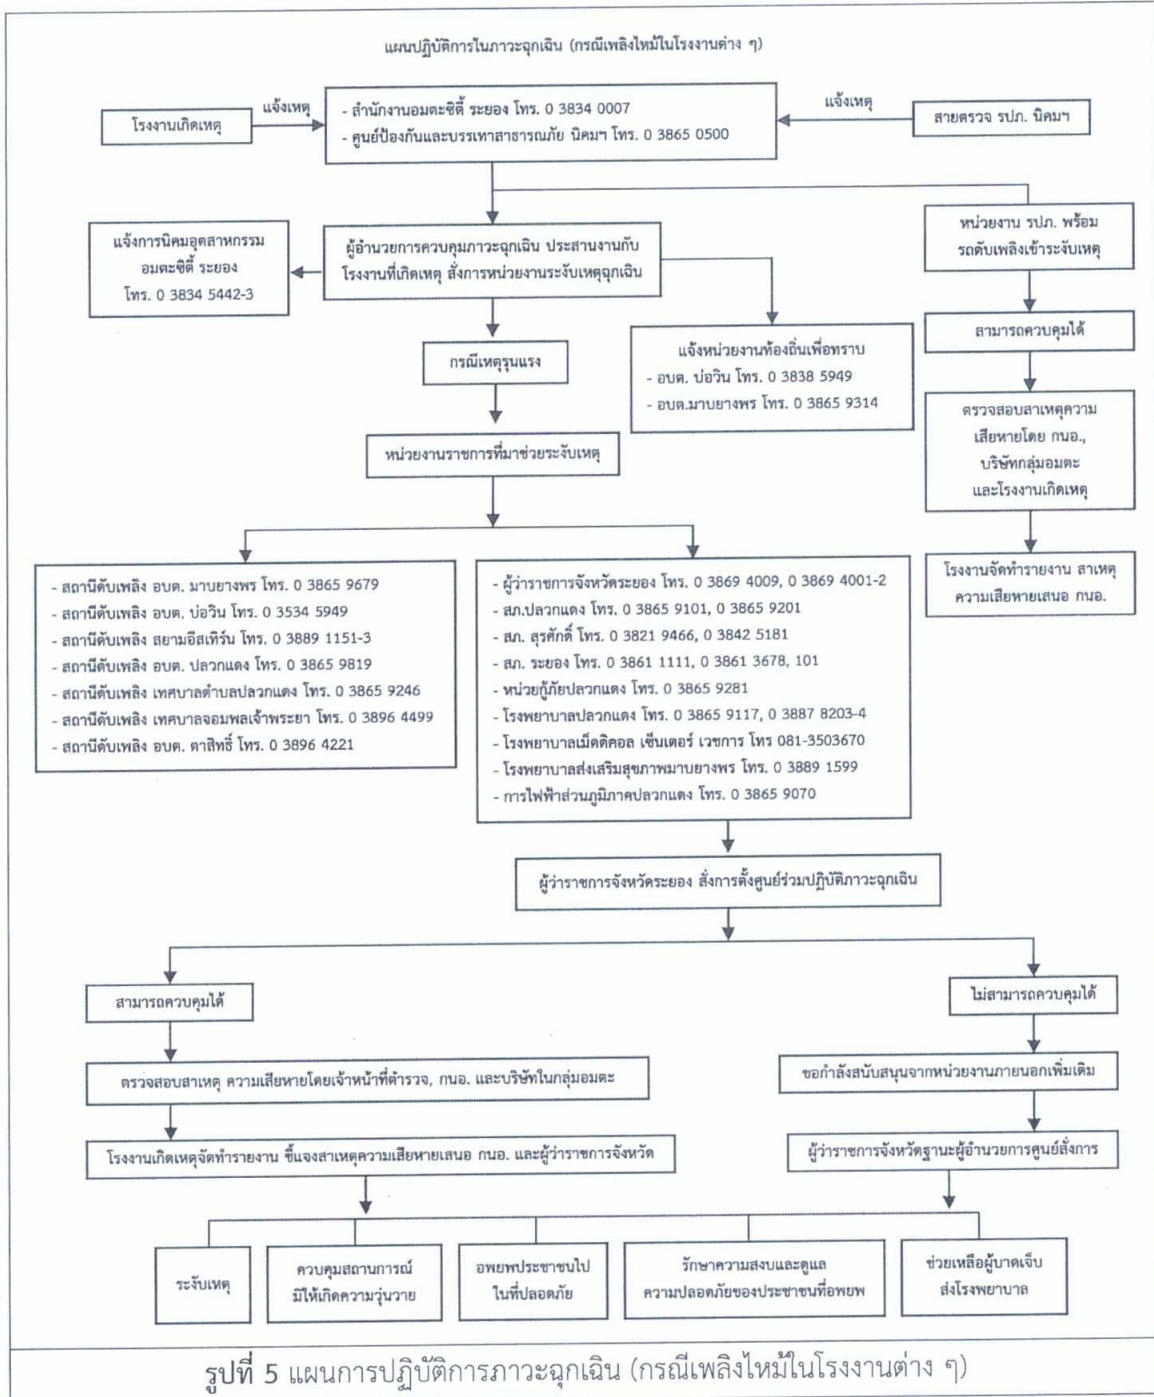 แผนปฏิบัติการในภาวะฉุกเฉิน (กรณีเพลิงไหม้ในโรงงานต่าง ๆ)
โรงงานเกิดเหตุ
แจ้งเหตุ
- สำนักงานอมตะซิตี้ ระยอง โทร. 0 3834 0007
- ศูนย์ป้องกันและบรรเทาสาธารณภัย นิคมฯ โทร. 0 3865 0500
แจ้งเหตุ
สายตรวจ รปภ. นิคมฯ
แจ้งการนิคมอุตสาหกรรม
อมตะซิตี้ ระยอง
โทร. 0 3834 5442-3
ผู้อำนวยการควบคุมภาวะฉุกเฉิน ประสานงานกับ
โรงงานที่เกิดเหตุ สั่งการหน่วยงานระงับเหตุฉุกเฉิน
หน่วยงาน รปภ. พร้อม
รถดับเพลิงเข้าระงับเหตุ
กรณีเหตุรุนแรง
แจ้งหน่วยงานท้องถิ่นเพื่อทราบ
- อบต. บ่อวิน โทร. 0 3838 5949
- อบต.มาบยางพร โทร. 0 3865 9314
สามารถควบคุมได้
ตรวจสอบสาเหตุความ
เสียหายโดย กนอ.,
บริษัทกลุ่มอมตะ
และโรงงานเกิดเหตุ
หน่วยงานราชการที่มาช่วยระงับเหตุ
โรงงานจัดทำรายงาน สาเหตุ
ความเสียหายเสนอ กนอ.
- สถานีดับเพลิง อบต. มาบยางพร โทร. 0 3865 9679
- สถานีดับเพลิง อบต. บ่อวิน โทร. 0 3534 5949
- สถานีดับเพลิง สยามอีสเทิร์น โทร. 0 3889 1151-3
- สถานีดับเพลิง อบต. ปลวกแดง โทร. 0 3865 9819
- สถานีดับเพลิง เทศบาลตำบลปลวกแดง โทร. 0 3865 9246
- สถานีดับเพลิง เทศบาลจอมพลเจ้าพระยา โทร. 0 3896 4499
- สถานีดับเพลิง อบต. ตาสิทธิ์ โทร. 0 3896 4221
- ผู้ว่าราชการจังหวัดระยอง โทร. 0 3869 4009, 0 3869 4001-2
- สภ.ปลวกแดง โทร. 0 3865 9101, 0 3865 9201
- สภ. สุรศักดิ์ โทร. 0 3821 9466, 0 3842 5181
- สภ. ระยอง โทร. 0 3861 1111, 0 3861 3678, 101
- หน่วยกู้ภัยปลวกแดง โทร. 0 3865 9281
- โรงพยาบาลปลวกแดง โทร. 0 3865 9117, 0 3887 8203-4
- โรงพยาบาลเม็ดดิคอล เซ็นเตอร์ เวชการ โทร 081-3503670
- โรงพยาบาลส่งเสริมสุขภาพมาบยางพร โทร. 0 3889 1599
- การไฟฟ้าส่วนภูมิภาคปลวกแดง โทร. 0 3865 9070
ผู้ว่าราชการจังหวัดระยอง สั่งการตั้งศูนย์ร่วมปฏิบัติภาวะฉุกเฉิน
สามารถควบคุมได้
ไม่สามารถควบคุมได้
ตรวจสอบสาเหตุ ความเสียหายโดยเจ้าหน้าที่ตำรวจ, กนอ. และบริษัทในกลุ่มอมตะ
ขอกำลังสนับสนุนจากหน่วยงานภายนอกเพิ่มเติม
โรงงานเกิดเหตุจัดทำรายงาน ชี้แจงสาเหตุความเสียหายเสนอ กนอ. และผู้ว่าราชการจังหวัด
ผู้ว่าราชการจังหวัดฐานะผู้อำนวยการศูนย์สั่งการ
ระงับเหตุ
ควบคุมสถานการณ์
มิให้เกิดความวุ่นวาย
อพยพประชาชนไป
ในที่ปลอดภัย
รักษาความสงบและดูแล
ความปลอดภัยของประชาชนที่อพยพ
ช่วยเหลือผู้บาดเจ็บ
ส่งโรงพยาบาล
รูปที่ 5 แผนการปฏิบัติการภาวะฉุกเฉิน (กรณีเพลิงไหม้ในโรงงานต่าง ๆ)